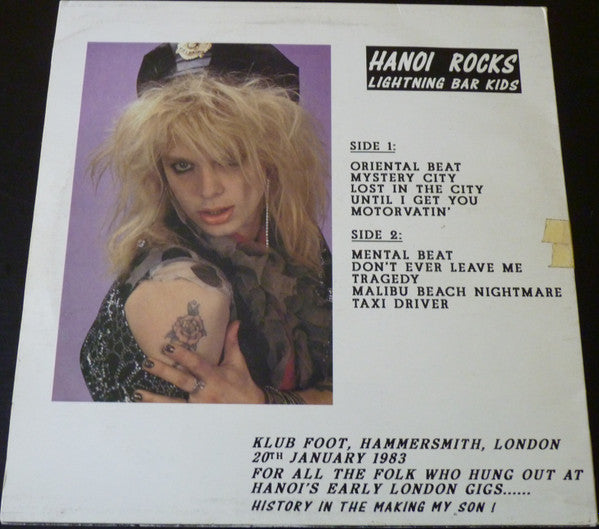 HANOI ROCKS
LIGHTNING BAR KIDS
SIDE 1:
ORIENTAL BEAT
MYSTERY CITY
LOST IN THE CITY
UNTIL I GET YOU
MOTORVATIN'
SIDE 2:
MENTAL BEAT
DON'T EVER LEAVE ME
TRAGEDY
MALIBU BEACH NIGHTMARE
TAXI DRIVER
KLUB FOOT, HAMMERSMITH, LONDON
20TH JANUARY 1983
FOR ALL THE FOLK WHO HUNG OUT AT
HANOI'S EARLY LONDON GIGS......
HISTORY IN THE MAKING MY SON !